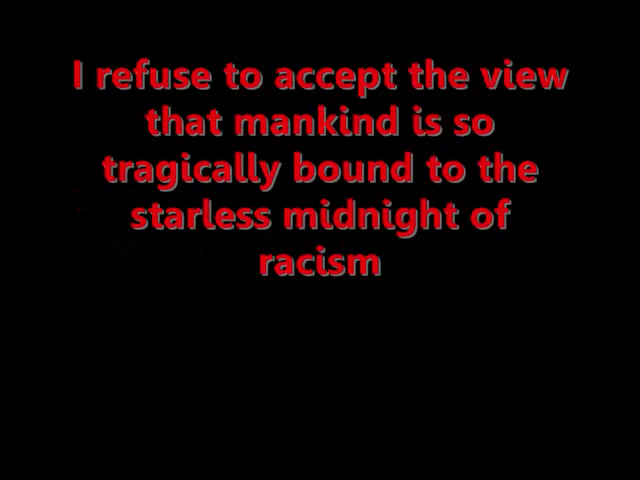 I refuse to accept the view
that mankind is so
tragically bound to the
starless midnight of
racism